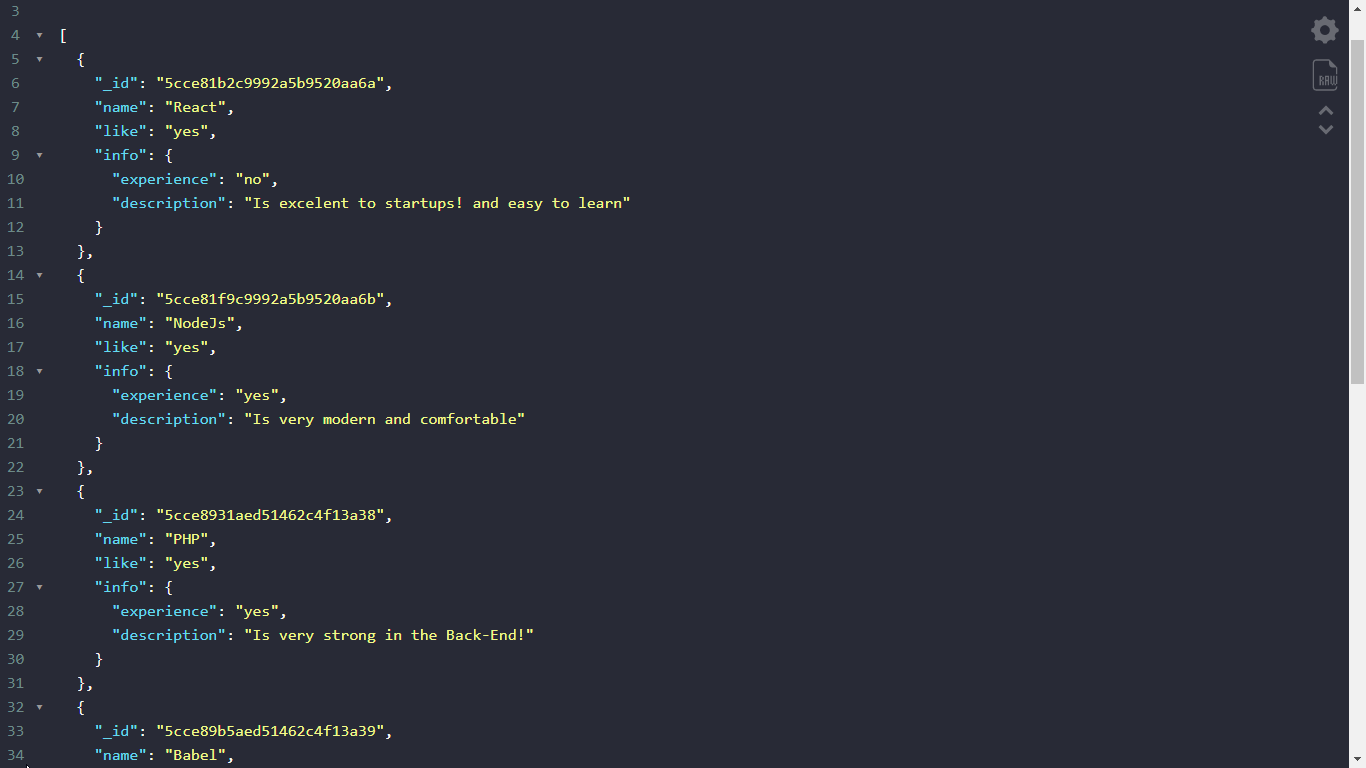 3
4 [
5 {
6 "_id": "5cce81b2c9992a5b9520aa6a",
7 "name": "React",
8 "like": "yes",
9 "info": {
10 "experience": "no",
11 "description": "Is excelent to startups! and easy to learn"
12 }
13 },
14 {
15 "_id": "5cce81f9c9992a5b9520aa6b",
16 "name": "NodeJs",
17 "like": "yes",
18 "info": {
19 "experience": "yes",
20 "description": "Is very modern and comfortable"
21 }
22 },
23 {
24 "_id": "5cce8931aed51462c4f13a38",
25 "name": "PHP",
26 "like": "yes",
27 "info": {
28 "experience": "yes",
29 "description": "Is very strong in the Back-End!"
30 }
31 },
32 {
33 "_id": "5cce89b5aed51462c4f13a39",
34 "name": "Babel",
RAW